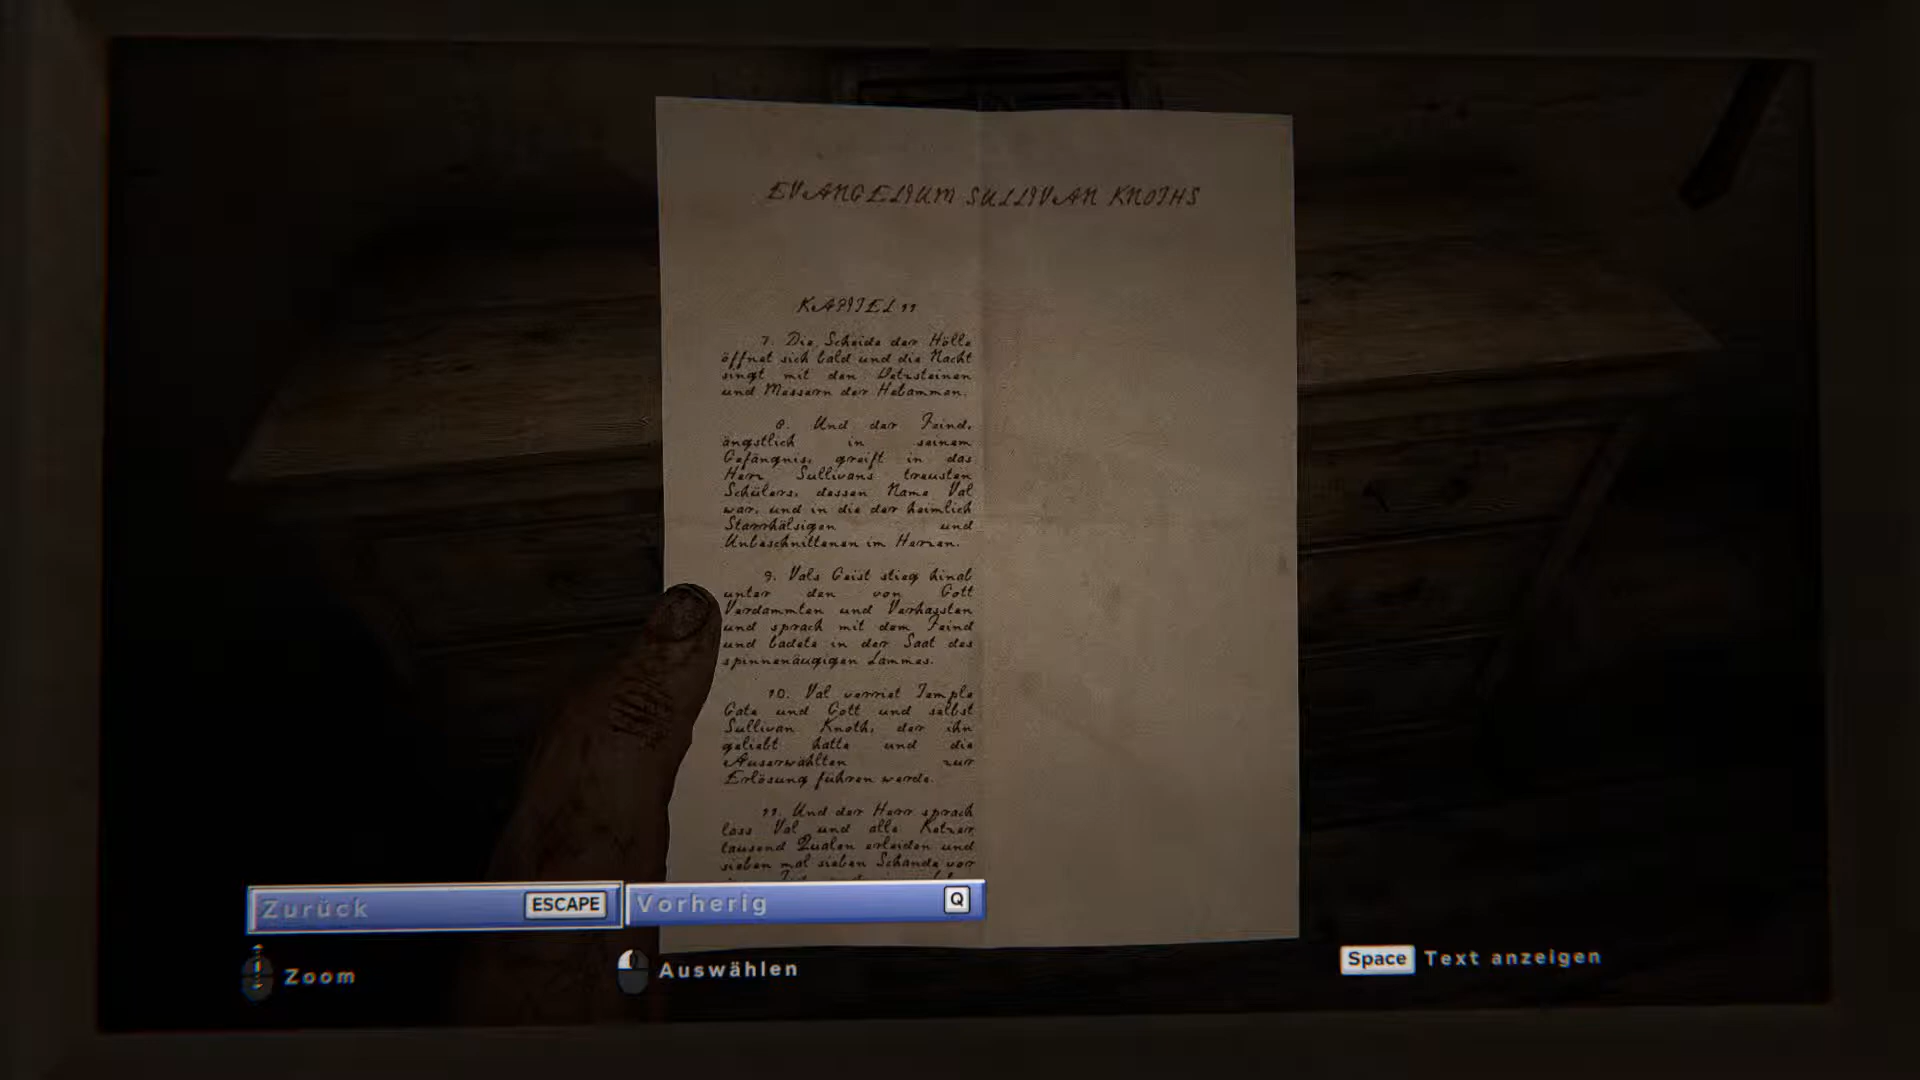 EVANGELIUM SULLIVAN KNOTHS
KAPITEL 11
7. Die Scheide der Hölle
öffnet sich bald und die Nacht
singt mit den Wetzsteinen
und Messern der Hebammen.
8. Und der Feind,
ängstlich in seinem
Gefängnis, greift in das
Herz Sullivans treusten
Schülers, dessen Name Val
war, und in die der heimlich
Starrhälsigen und
Unbeschnittenen im Herzen.
9. Vals Geist stieg hinab
unter den von Gott
Verdammten und Verhassten
und sprach mit dem Feind
und badete in der Saat des
spinnenäugigen Lammes.
10. Val verriet Temple
Gate und Gott und selbst
Sullivan Knoth, der ihn
geliebt hatte und die
Auserwählten zur
Erlösung führen werde.
11. Und der Herr sprach
lass Val und alle Ketzer
tausend Qualen erleiden und
sieben mal sieben Schande vor
Zurück ESCAPE Vorherig Q
Zoom Auswählen Space Text anzeigen